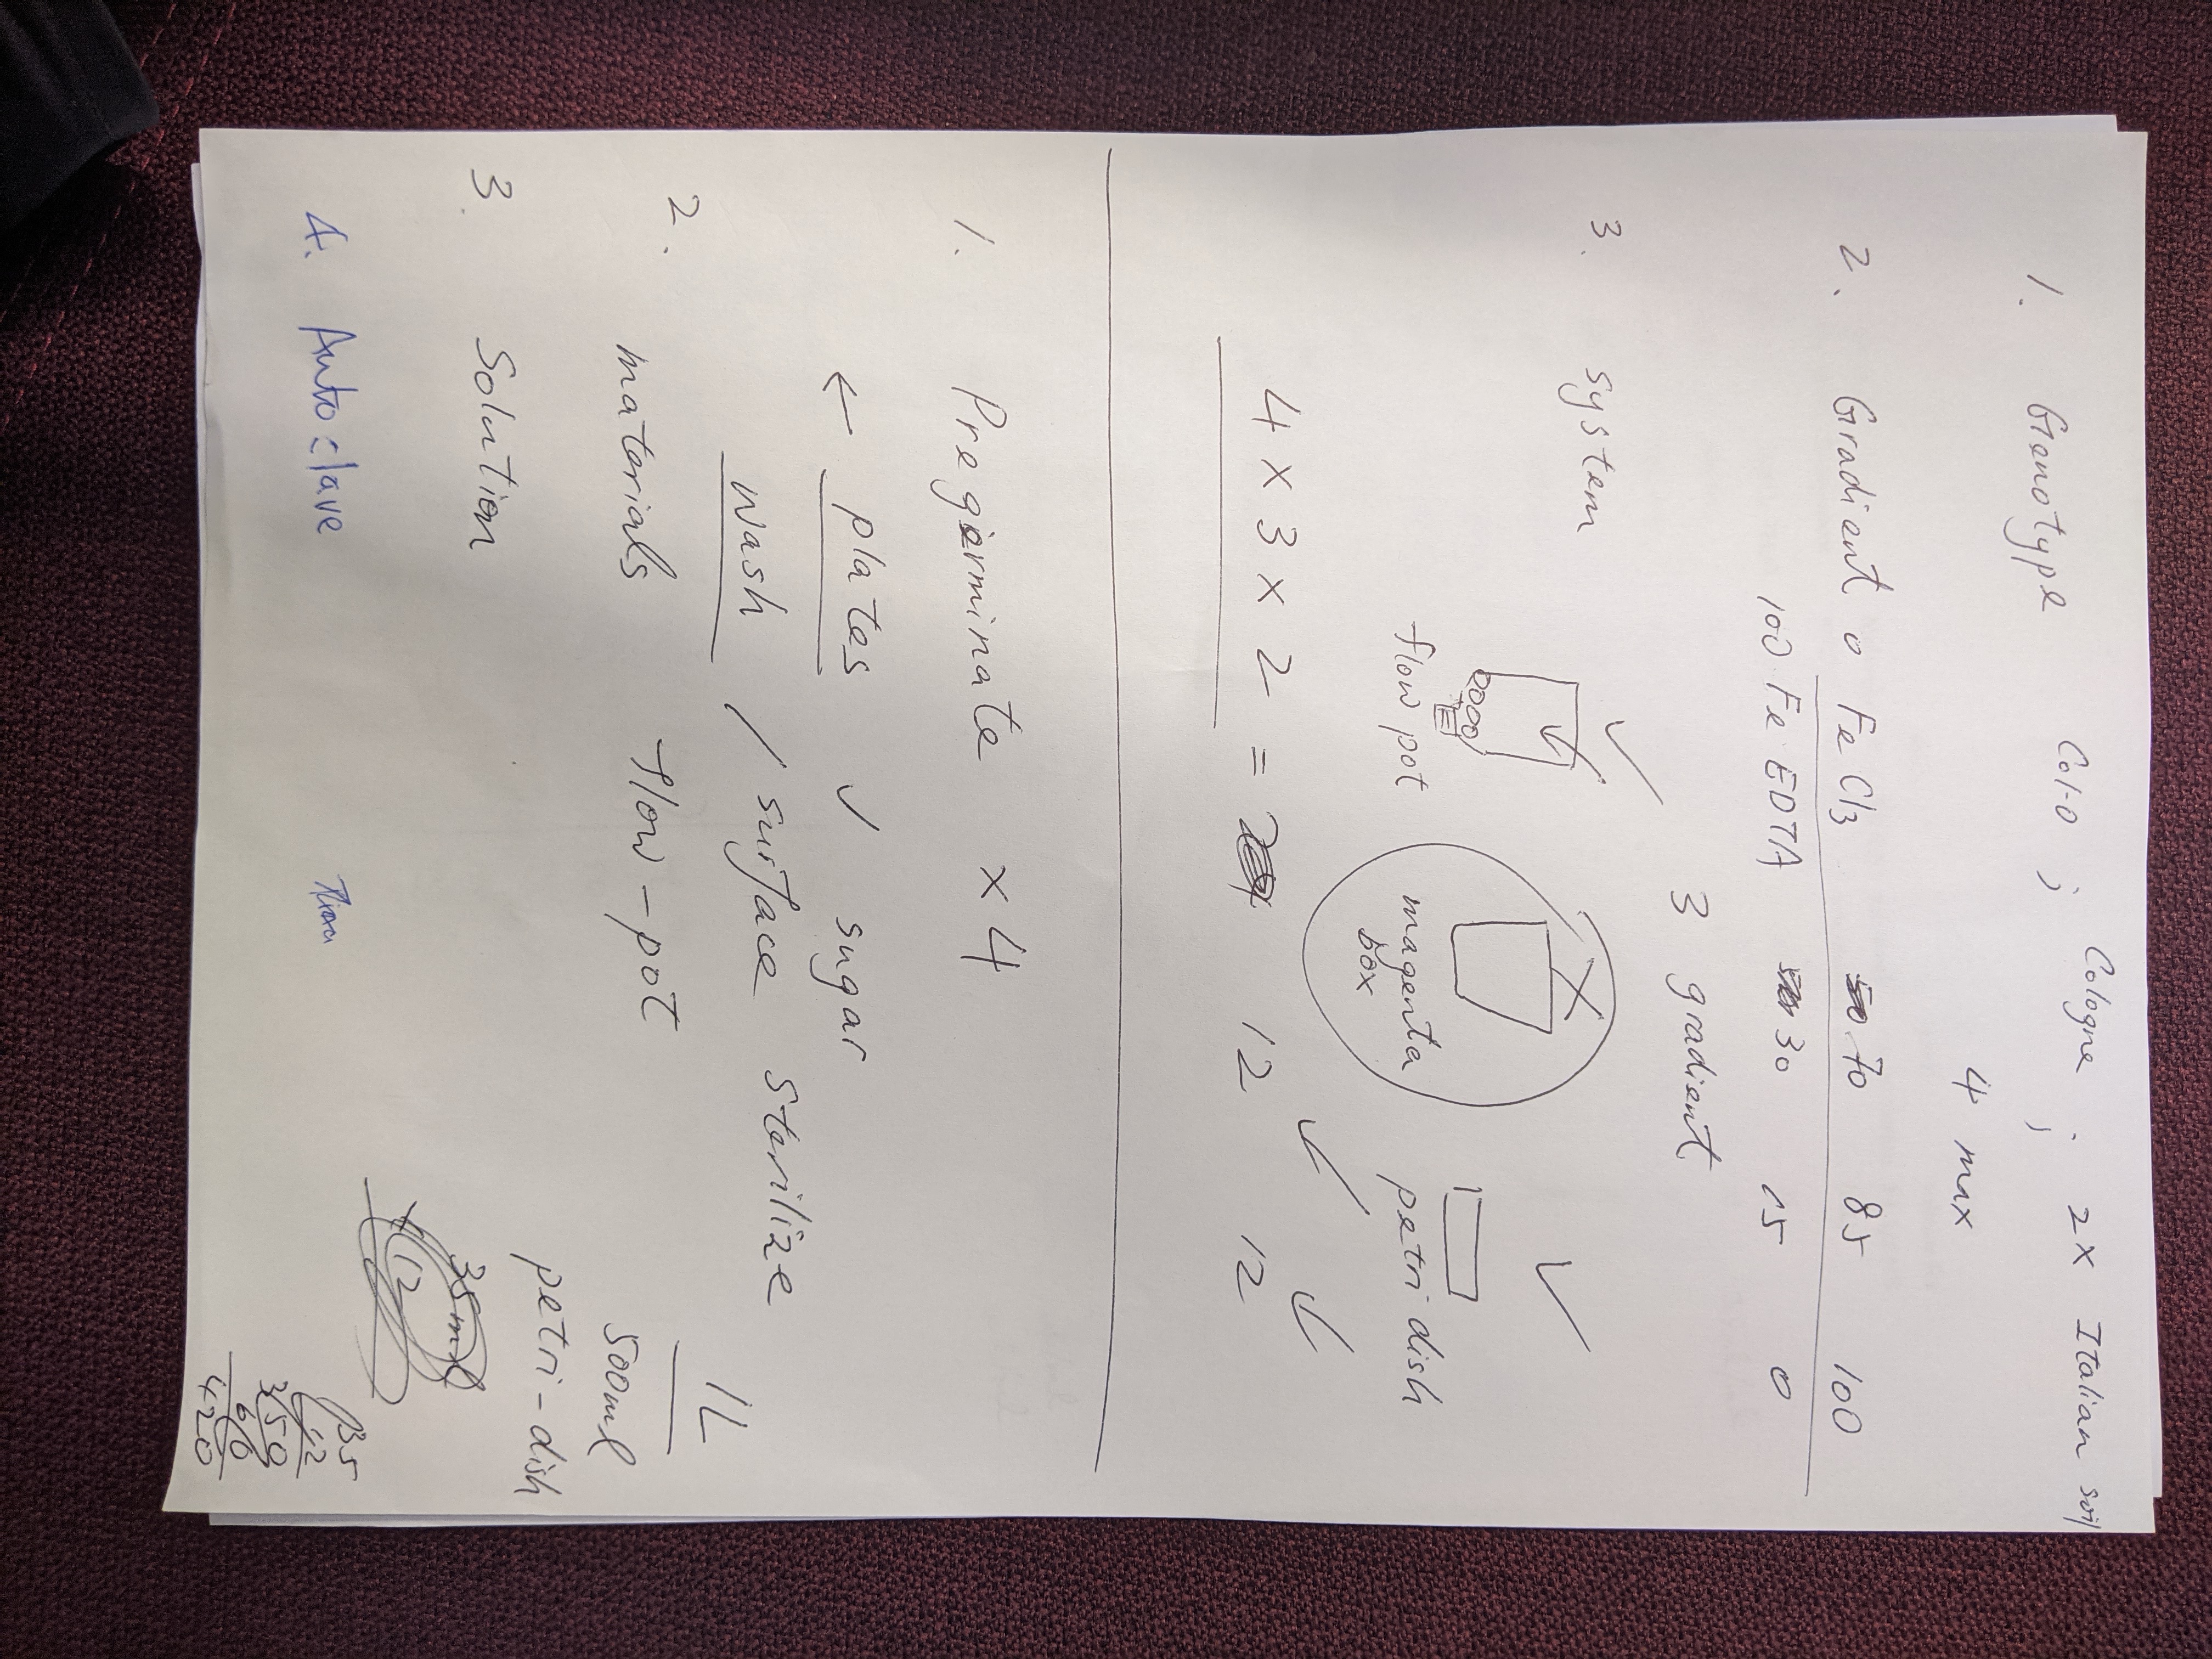 1. Genotype Col-0 ; Cologne ; 2x Italian soil
4 max
2. Gradient 0 FeCl3 70 85 100
100 Fe·EDTA 30 15 0
3 gradient
3. system
flow pot magenta box petri dish
4 x 3 x 2 = 12 12
1. Pregerminate x 4
← plates ✓ sugar
wash / surface sterilize
2. materials flow-pot 1L
500ml
petri-dish
3. Solution
35ml
12
4. Autoclave
35
12
350
420